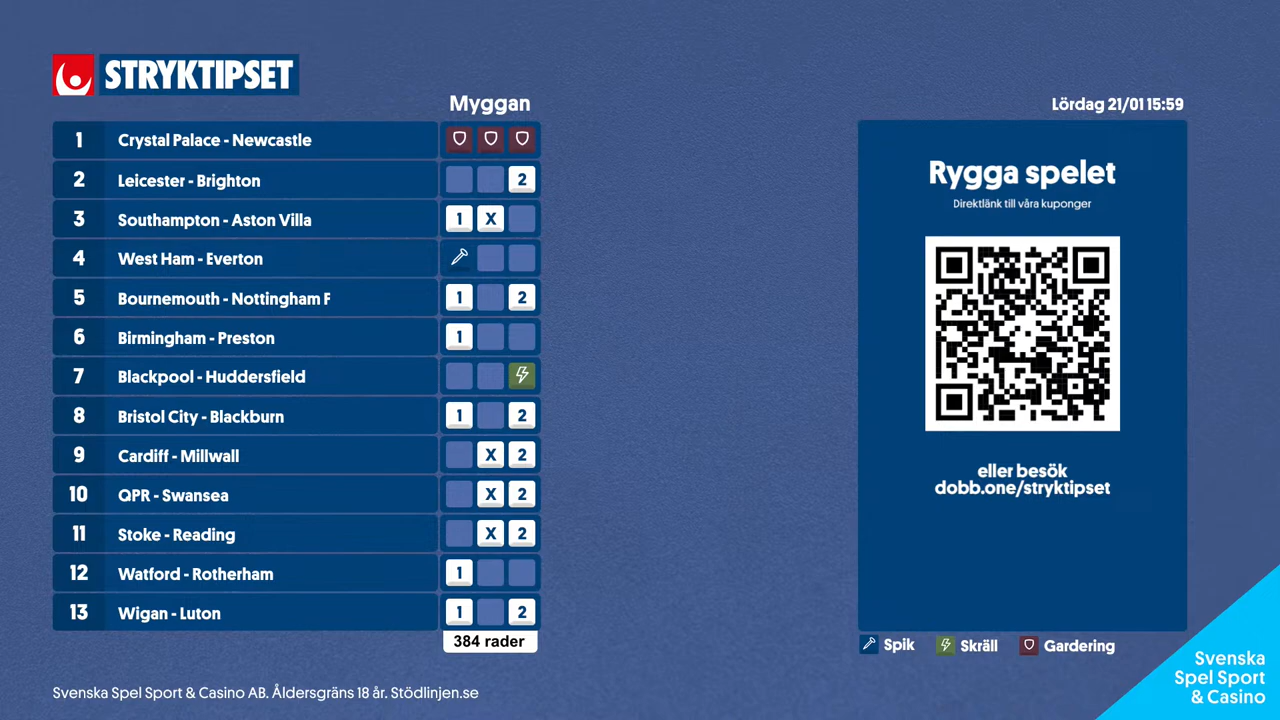 STRYKTIPSET
Myggan
Lördag 21/01 15:59
1 Crystal Palace - Newcastle
2 Leicester - Brighton 2
3 Southampton - Aston Villa 1 X
4 West Ham - Everton
5 Bournemouth - Nottingham F 1 2
6 Birmingham - Preston 1
7 Blackpool - Huddersfield
8 Bristol City - Blackburn 1 2
9 Cardiff - Millwall X 2
10 QPR - Swansea X 2
11 Stoke - Reading X 2
12 Watford - Rotherham 1
13 Wigan - Luton 1 2
384 rader
Rygga spelet
Direktlänk till våra kuponger
eller besök
dobb.one/stryktipset
Spik Skräll Gardering
Svenska Spel Sport & Casino AB. Åldersgräns 18 år. Stödlinjen.se
Svenska
Spel Sport
& Casino